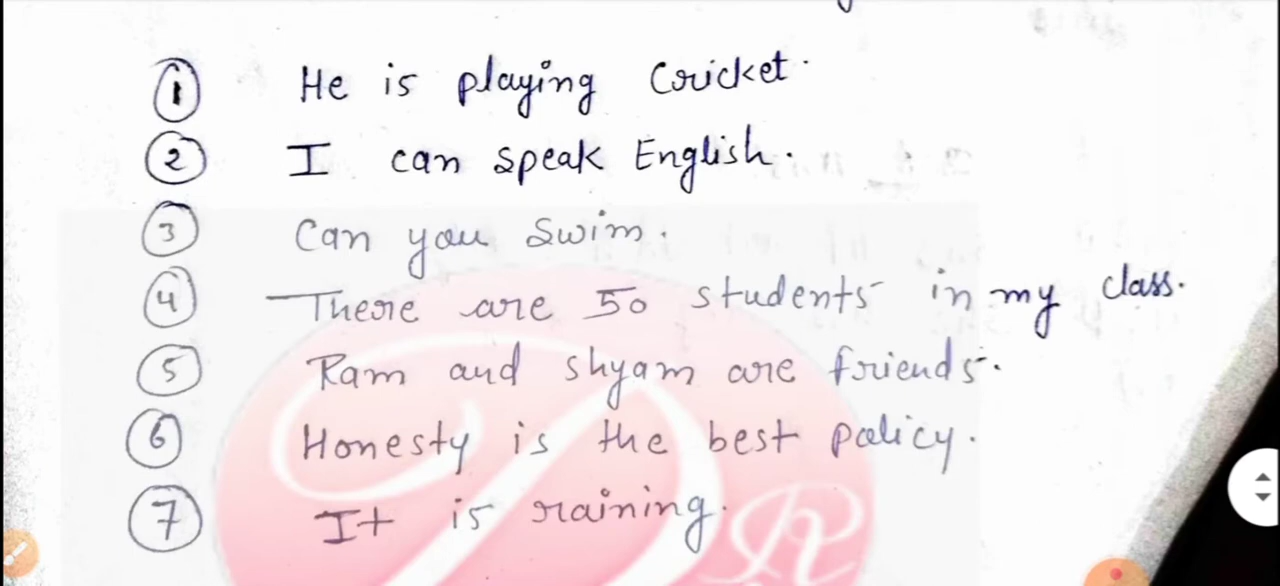 1 He is playing Cricket.
2 I can speak English.
3 Can you swim.
4 There are 50 students in my class.
5 Ram and shyam are friends.
6 Honesty is the best policy.
7 It is raining.